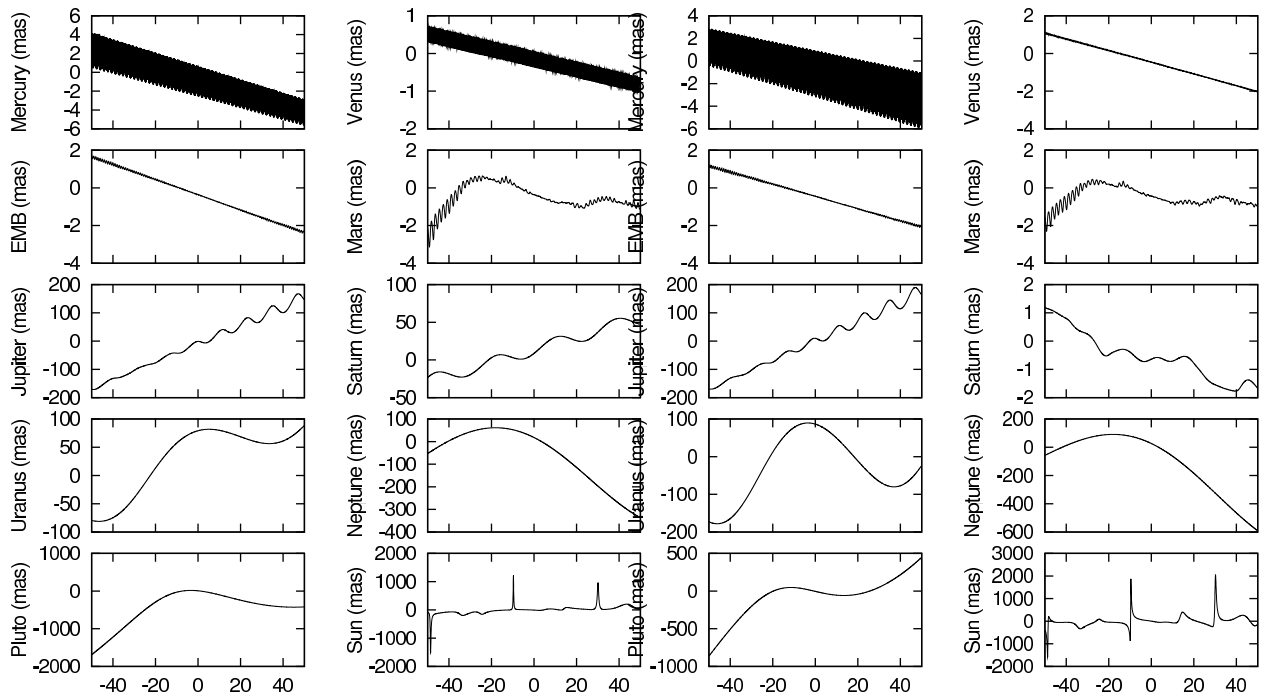 Mercury (mas)
6 4 2 0 -2 -4 -6
Venus (mas)
1 0 -1 -2
Mercury (mas)
4 2 0 -2 -4 -6
Venus (mas)
2 0 -2 -4
EMB (mas)
2 0 -2 -4
Mars (mas)
2 0 -2 -4
EMB (mas)
2 0 -2 -4
Mars (mas)
2 0 -2 -4
Jupiter (mas)
200 100 0 -100 -200
Saturn (mas)
100 50 0 -50
Jupiter (mas)
200 100 0 -100 -200
Saturn (mas)
2 1 0 -1 -2
Uranus (mas)
100 50 0 -50 -100
Neptune (mas)
100 0 -100 -200 -300 -400
Uranus (mas)
100 0 -100 -200
Neptune (mas)
200 0 -200 -400 -600
Pluto (mas)
1000 0 -1000 -2000
Sun (mas)
2000 1000 0 -1000 -2000
Pluto (mas)
500 0 -500 -1000
Sun (mas)
3000 2000 1000 0 -1000 -2000
-40 -20 0 20 40
-40 -20 0 20 40
-40 -20 0 20 40
-40 -20 0 20 40